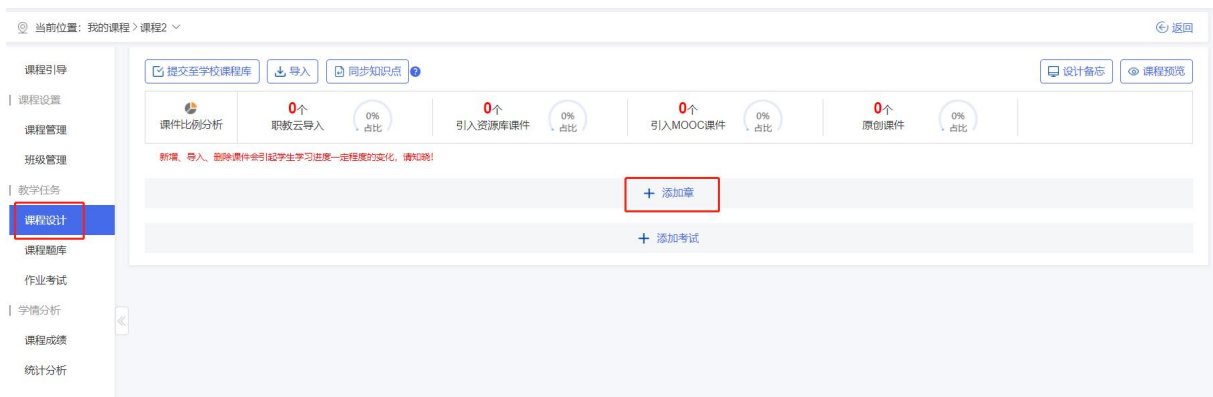 当前位置：我的课程 > 课程2
返回
课程引导
课程设置
课程管理
班级管理
教学任务
课程设计
课程题库
作业考试
学情分析
课程成绩
统计分析
提交至学校课程库 导入 同步知识点 ? 设计备忘 课程预览
课件比例分析
0个
职教云导入
0%
占比
0个
引入资源库课件
0%
占比
0个
引入MOOC课件
0%
占比
0个
原创课件
0%
占比
新增、导入、删除课件会引起学生学习进度一定程度的变化，请知晓！
+ 添加章
+ 添加考试